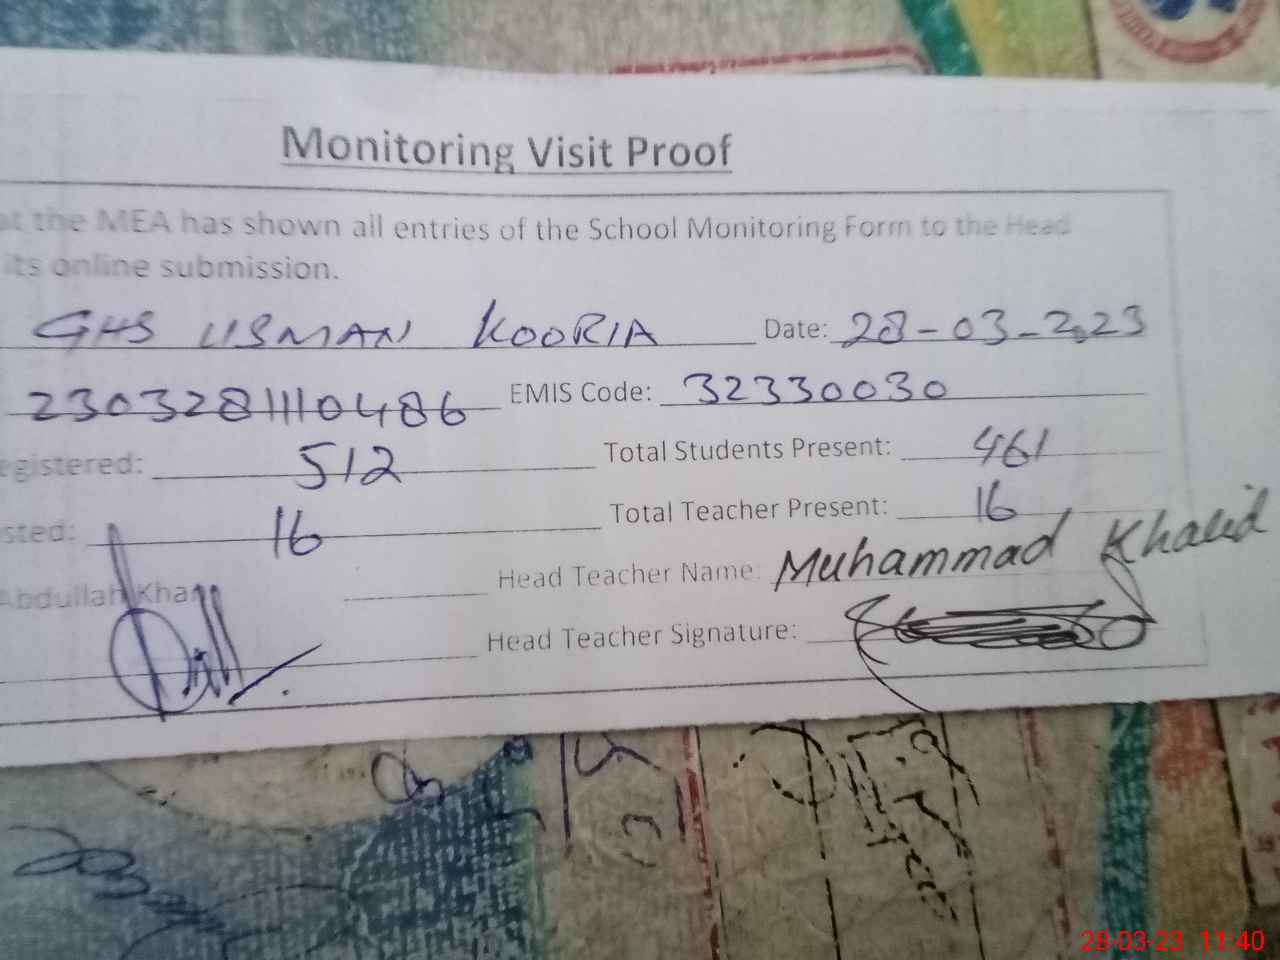 Monitoring Visit Proof
at the MEA has shown all entries of the School Monitoring Form to the Head
its online submission.
GHS USMAN KOORIA Date: 28-03-2023
2303281110486 EMIS Code: 32330030
egistered: 512 Total Students Present: 461
sted: 16 Total Teacher Present: 16
Abdullah Khan Head Teacher Name: Muhammad Khalid
Head Teacher Signature:
28-03-23 11:40